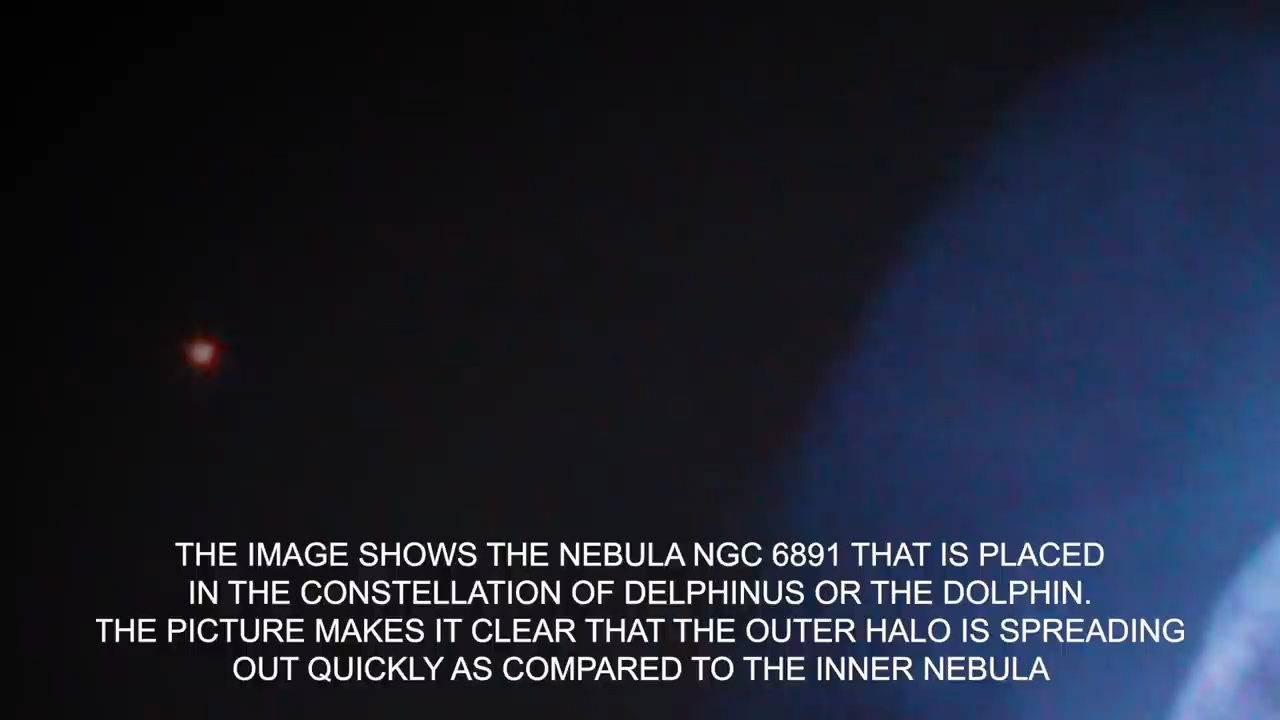 THE IMAGE SHOWS THE NEBULA NGC 6891 THAT IS PLACED
IN THE CONSTELLATION OF DELPHINUS OR THE DOLPHIN.
THE PICTURE MAKES IT CLEAR THAT THE OUTER HALO IS SPREADING
OUT QUICKLY AS COMPARED TO THE INNER NEBULA